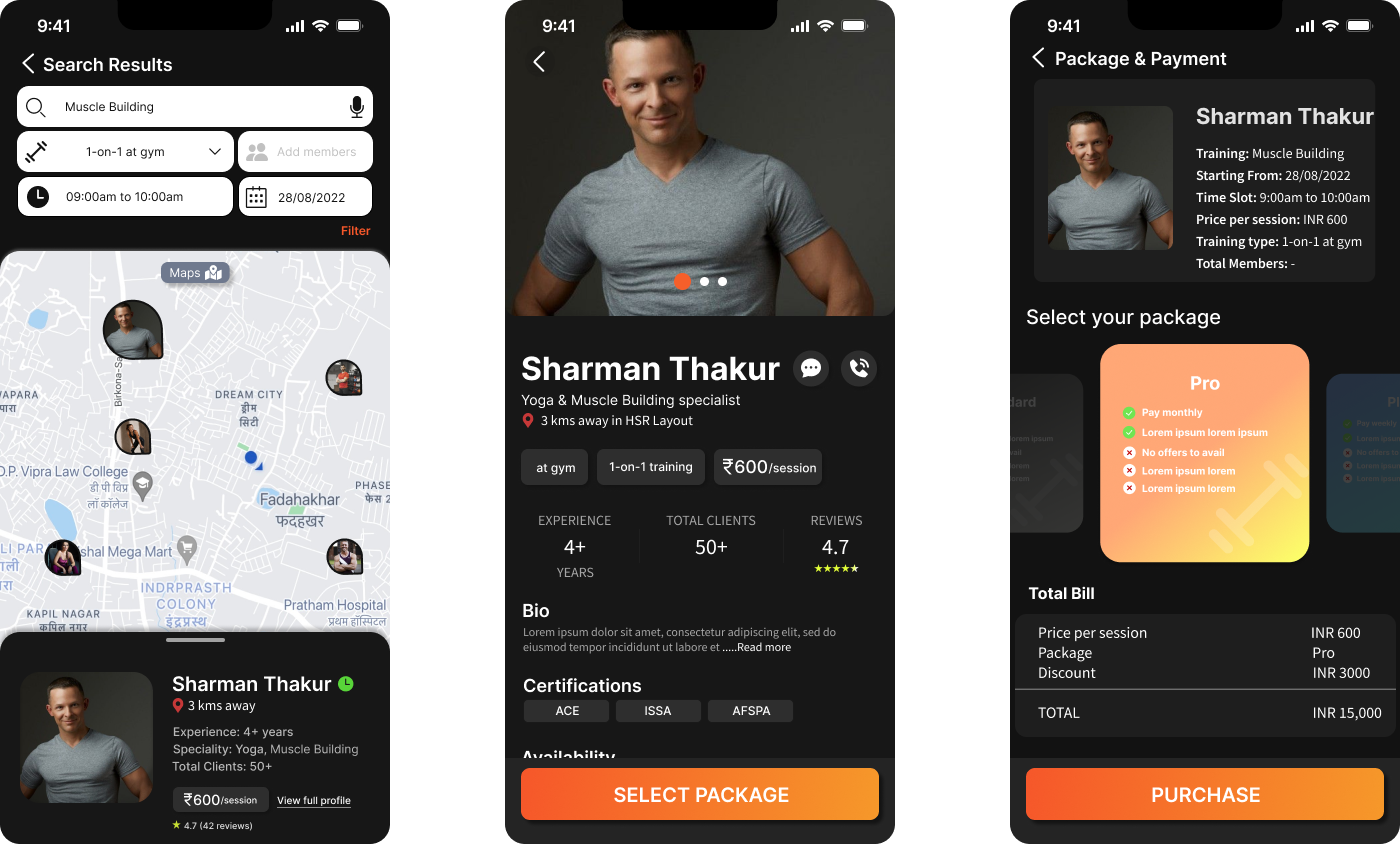 9:41
Search Results
Muscle Building
1-on-1 at gym
Add members
09:00am to 10:00am
28/08/2022
Filter
Maps
Birkona-Sa
DREAM CITY
ड्रीम
सिटी
O.P. Vipra Law College
डी पी विप्र
लॉ कॉलेज
PHASE
फेस 2
Fadahakhar
फदहखर
shal Mega Mart
INDRPRASTH
COLONY
इंद्रप्रस्थ
KAPIL NAGAR
कपिल नगर
Pratham Hospital
प्रथम हॉस्पिटल
Sharman Thakur
3 kms away
Experience: 4+ years
Speciality: Yoga, Muscle Building
Total Clients: 50+
₹600/session
View full profile
4.7 (42 reviews)
9:41
Sharman Thakur
Yoga & Muscle Building specialist
3 kms away in HSR Layout
at gym
1-on-1 training
₹600/session
EXPERIENCE
4+
YEARS
TOTAL CLIENTS
50+
REVIEWS
4.7
Bio
Lorem ipsum dolor sit amet, consectetur adipiscing elit, sed do
eiusmod tempor incididunt ut labore et .....Read more
Certifications
ACE
ISSA
AFSPA
Availability
SELECT PACKAGE
9:41
Package & Payment
Sharman Thakur
Training: Muscle Building
Starting From: 28/08/2022
Time Slot: 9:00am to 10:00am
Price per session: INR 600
Training type: 1-on-1 at gym
Total Members: -
Select your package
Pro
Pay monthly
Lorem ipsum lorem ipsum
No offers to avail
Lorem ipsum lorem
Lorem ipsum lorem
Total Bill
Price per session INR 600
Package Pro
Discount INR 3000
TOTAL INR 15,000
PURCHASE